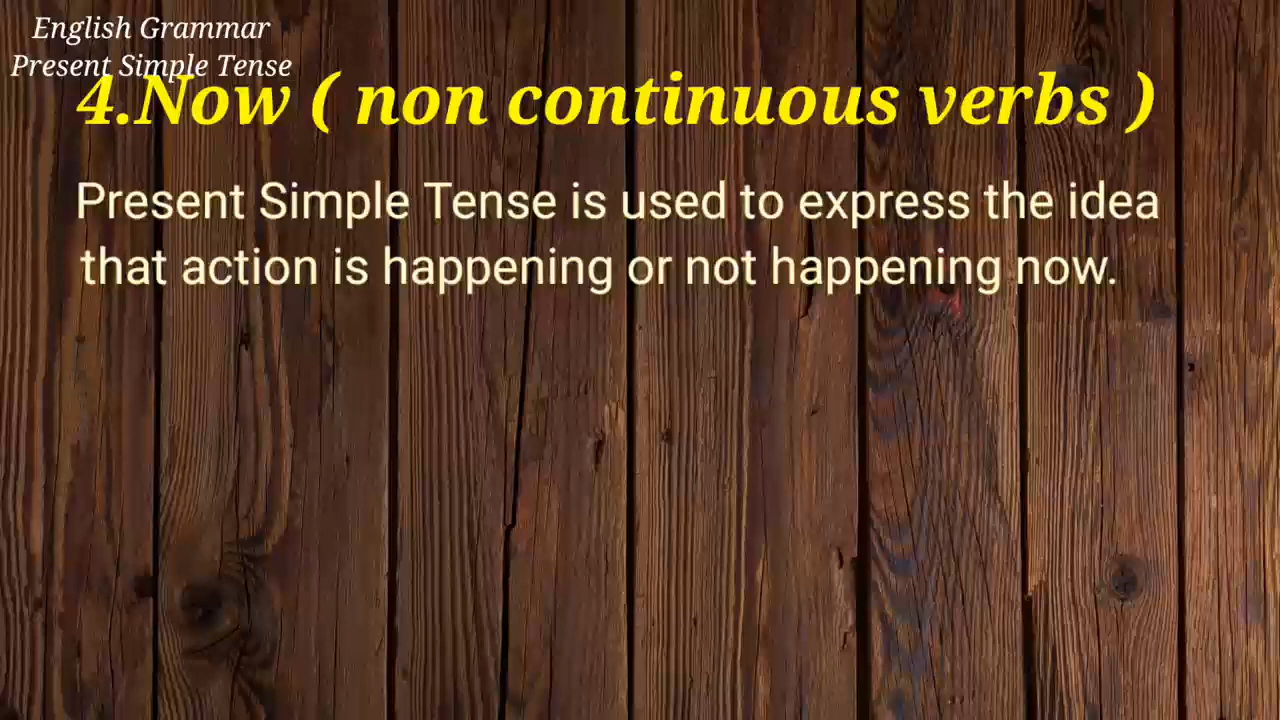 English Grammar
Present Simple Tense
4.Now ( non continuous verbs )
Present Simple Tense is used to express the idea
that action is happening or not happening now.